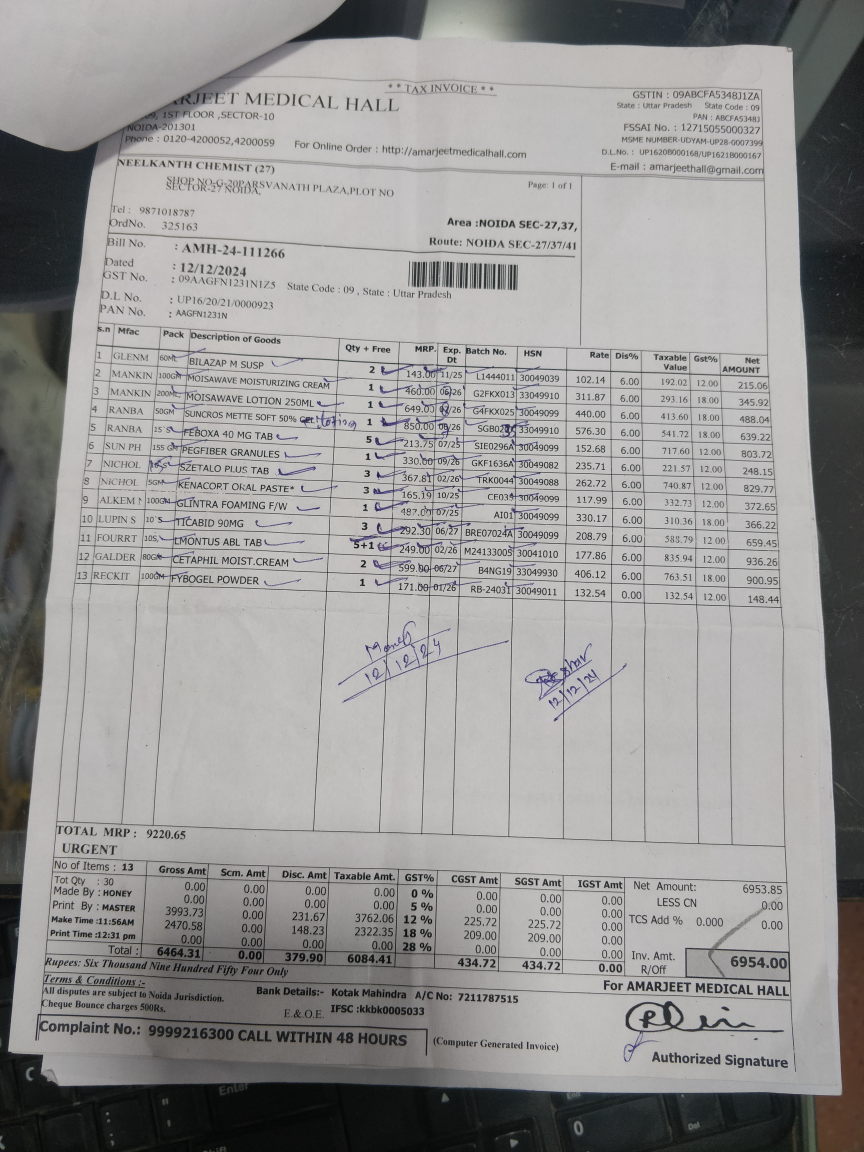 * * TAX INVOICE * *
ARJEET MEDICAL HALL
1ST FLOOR ,SECTOR-10
NOIDA-201301
Phone : 0120-4200052,4200059 For Online Order : http://amarjeetmedicalhall.com
GSTIN : 09ABCFA5348J1ZA
State : Uttar Pradesh State Code : 09
PAN : ABCFA5348J
FSSAI No. : 12715055000327
MSME NUMBER-UDYAM-UP28-0007399
D.L.No. : UP1620B000168/UP1621B000167
E-mail : amarjeethall@gmail.com
NEELKANTH CHEMIST (27)
SHOP NO-G-20PARSVANATH PLAZA,PLOT NO
SECTOR-27 NOIDA,
Page: 1 of 1
Tel : 9871018787
OrdNo. 325163
Area :NOIDA SEC-27,37,
Bill No. : AMH-24-111266
Route: NOIDA SEC-27/37/41
Dated : 12/12/2024
GST No. : 09AAGFN1231N1Z5 State Code : 09 , State : Uttar Pradesh
D.L No. : UP16/20/21/0000923
PAN No. : AAGFN1231N
s.n Mfac Pack Description of Goods Qty + Free MRP. Exp. Dt Batch No. HSN Rate Dis% Taxable Value Gst% Net AMOUNT
1 GLENM 60ML BILAZAP M SUSP 2 143.00 11/25 L1444011 30049039 102.14 6.00 192.02 12.00 215.06
2 MANKIN 100GM MOISAWAVE MOISTURIZING CREAM 1 460.00 06/26 G2FKX013 33049910 311.87 6.00 293.16 18.00 345.92
3 MANKIN 200ML MOISAWAVE LOTION 250ML 1 649.00 /26 G4FKX025 30049099 440.00 6.00 413.60 18.00 488.04
4 RANBA 50GM SUNCROS METTE SOFT 50% 1 850.00 /26 33049910 576.30 6.00 541.72 18.00 639.22
5 RANBA 15`S FEBOXA 40 MG TAB 5 213.75 07/25 SIE0296A 30049099 152.68 6.00 717.60 12.00 803.72
6 SUN PH 155 GM PEGFIBER GRANULES 1 330.00 09/26 GKF1636A 30049082 235.71 6.00 221.57 12.00 248.15
7 NICHOL SZETALO PLUS TAB 3 367.81 02/26 TRK0044 30049088 262.72 6.00 740.87 12.00 829.77
8 NICHOL 5GM KENACORT ORAL PASTE* 3 165.19 10/25 CF035 30049099 117.99 6.00 332.73 12.00 372.65
9 ALKEM 100GM GLINTRA FOAMING F/W 1 487.00 07/25 AI01 30049099 330.17 6.00 310.36 18.00 366.22
10 LUPIN S 10`S TICABID 90MG 3 292.30 06/27 BRE07024A 30049099 208.79 6.00 588.79 12.00 659.45
11 FOURRT 10S, LMONTUS ABL TAB 5+1 249.00 02/26 M24133005 30041010 177.86 6.00 835.94 12.00 936.26
12 GALDER 80GM CETAPHIL MOIST.CREAM 2 599.00 06/27 B4NG19 33049930 406.12 6.00 763.51 18.00 900.95
13 RECKIT 100GM FYBOGEL POWDER 1 171.00 01/26 RB-24031 30049011 132.54 0.00 132.54 12.00 148.44
12/12/24
12/12/24
TOTAL MRP : 9220.65
URGENT
No of Items : 13 Gross Amt Scm. Amt Disc. Amt Taxable Amt. GST% CGST Amt SGST Amt IGST Amt
Tot Qty : 30 0.00 0.00 0.00 0.00 0 % 0.00 0.00 0.00
Made By : HONEY 0.00 0.00 0.00 0.00 5 % 0.00 0.00 0.00
Print By : MASTER 3993.73 0.00 231.67 3762.06 12 % 225.72 225.72 0.00
Make Time :11:56AM 2470.58 0.00 148.23 2322.35 18 % 209.00 209.00 0.00
Print Time :12:31 pm 0.00 0.00 0.00 0.00 28 % 0.00 0.00 0.00
Total : 6464.31 0.00 379.90 6084.41 434.72 434.72 0.00
Net Amount: 6953.85
LESS CN 0.00
TCS Add % 0.000 0.00
Inv. Amt. 6954.00
R/Off
Rupees: Six Thousand Nine Hundred Fifty Four Only
For AMARJEET MEDICAL HALL
Terms & Conditions :-
All disputes are subject to Noida Jurisdiction.
Cheque Bounce charges 500Rs.
Bank Details:- Kotak Mahindra A/C No: 7211787515
E.& O.E. IFSC :kkbk0005033
Complaint No.: 9999216300 CALL WITHIN 48 HOURS
(Computer Generated Invoice)
Authorized Signature
Enter
0
Del